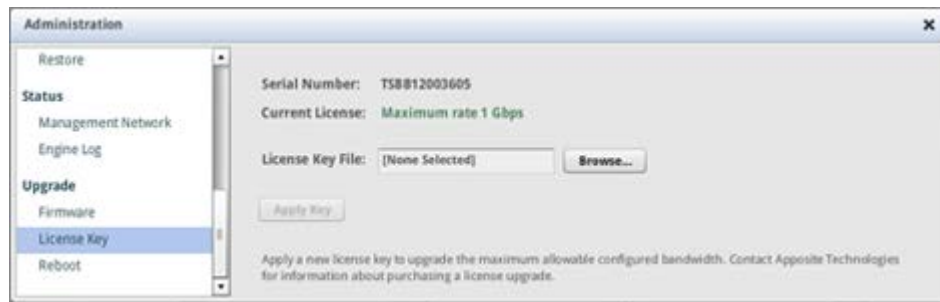 Administration
Restore
Status
Management Network
Engine Log
Upgrade
Firmware
License Key
Reboot
Serial Number: TSB812003605
Current License: Maximum rate 1 Gbps
License Key File: [None Selected] Browse...
Apply Key
Apply a new license key to upgrade the maximum allowable configured bandwidth. Contact Apposite Technologies
for information about purchasing a license upgrade.